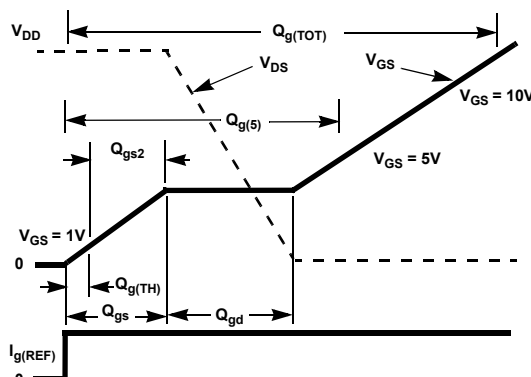 V_DD
Q_g(TOT)
V_DS
V_GS
V_GS = 10V
Q_g(5)
Q_gs2
V_GS = 5V
V_GS = 1V
0
Q_g(TH)
Q_gs
Q_gd
I_g(REF)
0